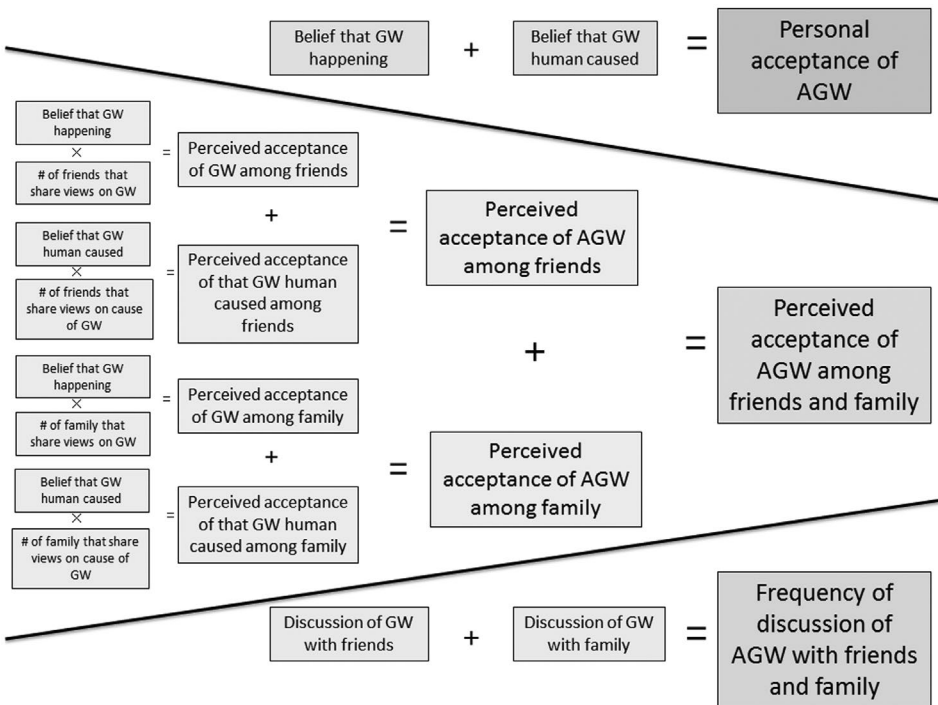 Belief that GW
happening
+
Belief that GW
human caused
=
Personal
acceptance of
AGW
Belief that GW
happening
×
# of friends that
share views on GW
=
Perceived acceptance
of GW among friends
+
Belief that GW
human caused
×
# of friends that
share views on cause
of GW
=
Perceived acceptance
of that GW human
caused among
friends
=
Perceived
acceptance of AGW
among friends
+
Belief that GW
happening
×
# of family that
share views on GW
=
Perceived acceptance
of GW among family
+
Belief that GW
human caused
×
# of family that share
views on cause of
GW
=
Perceived acceptance
of that GW human
caused among family
=
Perceived
acceptance of AGW
among family
=
Perceived
acceptance of
AGW among
friends and family
Discussion of GW
with friends
+
Discussion of GW
with family
=
Frequency of
discussion of
AGW with friends
and family